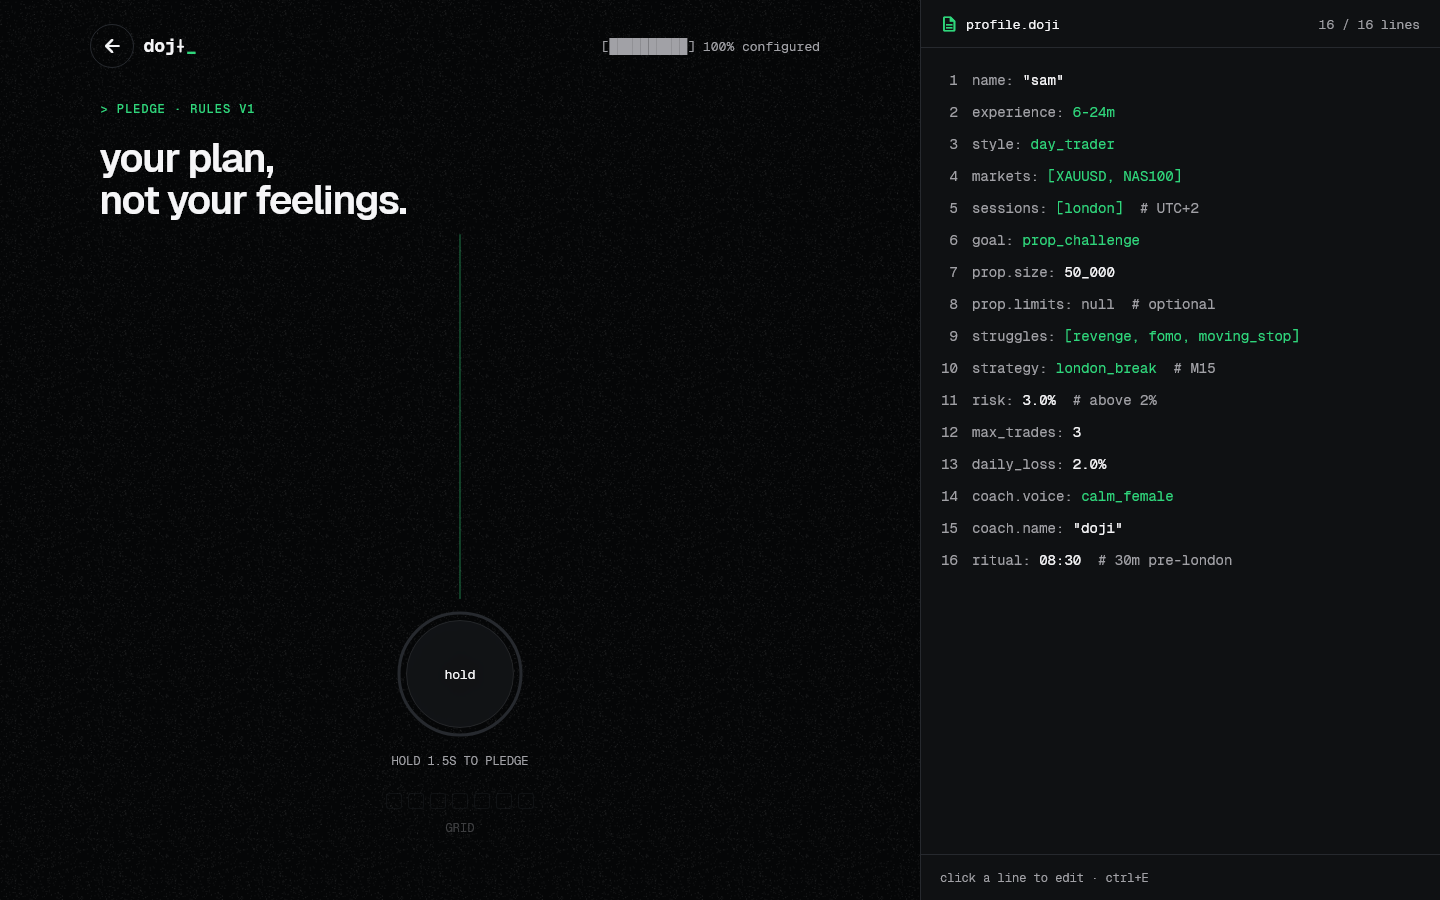 doji_
[█████████] 100% configured
> PLEDGE · RULES V1
your plan,
not your feelings.
hold
HOLD 1.5S TO PLEDGE
GRID
profile.doji
16 / 16 lines
1 name: "sam"
2 experience: 6-24m
3 style: day_trader
4 markets: [XAUUSD, NAS100]
5 sessions: [london] # UTC+2
6 goal: prop_challenge
7 prop.size: 50_000
8 prop.limits: null # optional
9 struggles: [revenge, fomo, moving_stop]
10 strategy: london_break # M15
11 risk: 3.0% # above 2%
12 max_trades: 3
13 daily_loss: 2.0%
14 coach.voice: calm_female
15 coach.name: "doji"
16 ritual: 08:30 # 30m pre-london
click a line to edit · ctrl+E